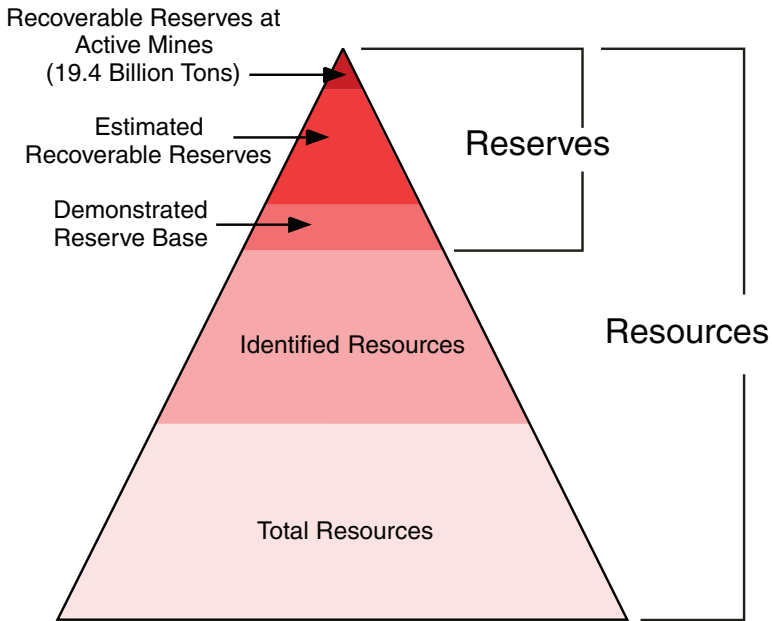 Recoverable Reserves at
Active Mines
(19.4 Billion Tons)
Estimated
Recoverable Reserves
Reserves
Demonstrated
Reserve Base
Resources
Identified Resources
Total Resources